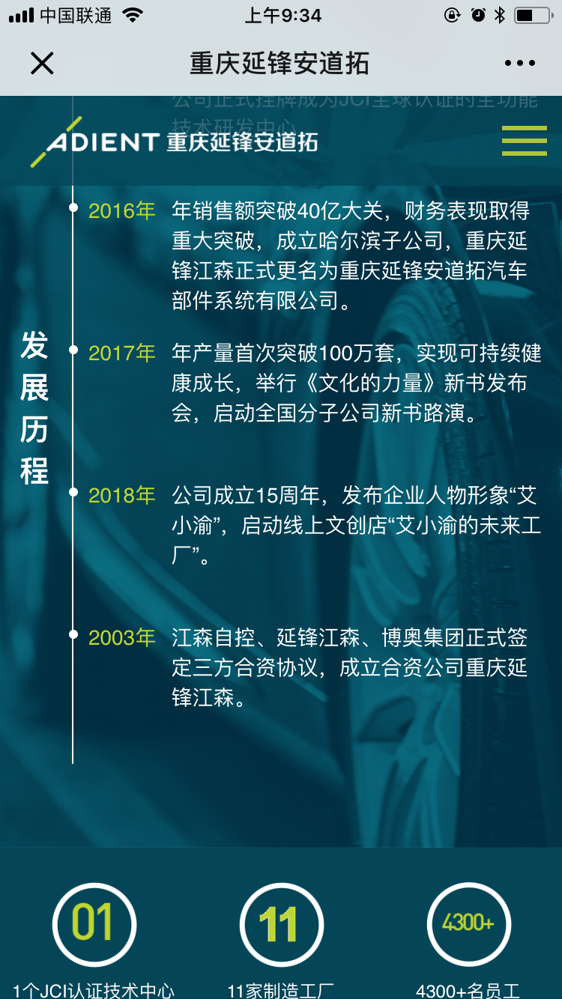 中国联通
上午9:34
重庆延锋安道拓
公司正式挂牌成为JCI全球认证的全功能
技术研发中心
ADIENT 重庆延锋安道拓
发展历程
2016年
年销售额突破40亿大关，财务表现取得
重大突破，成立哈尔滨子公司，重庆延
锋江森正式更名为重庆延锋安道拓汽车
部件系统有限公司。
2017年
年产量首次突破100万套，实现可持续健
康成长，举行《文化的力量》新书发布
会，启动全国分子公司新书路演。
2018年
公司成立15周年，发布企业人物形象“艾
小渝”，启动线上文创店“艾小渝的未来工
厂”。
2003年
江森自控、延锋江森、博奥集团正式签
定三方合资协议，成立合资公司重庆延
锋江森。
01
11
4300+
1个JCI认证技术中心
11家制造工厂
4300+名员工